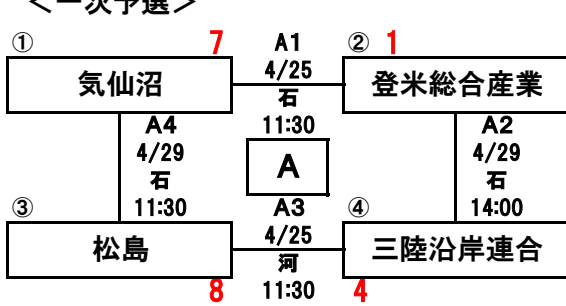 <一次予選>
① 7 A1 ② 1
気仙沼 4/25 登米総合産業
石
A4 11:30 A2
4/29 4/29
石 A 石
③ 11:30 A3 ④ 14:00
松島 4/25 三陸沿岸連合
河
8 11:30 4